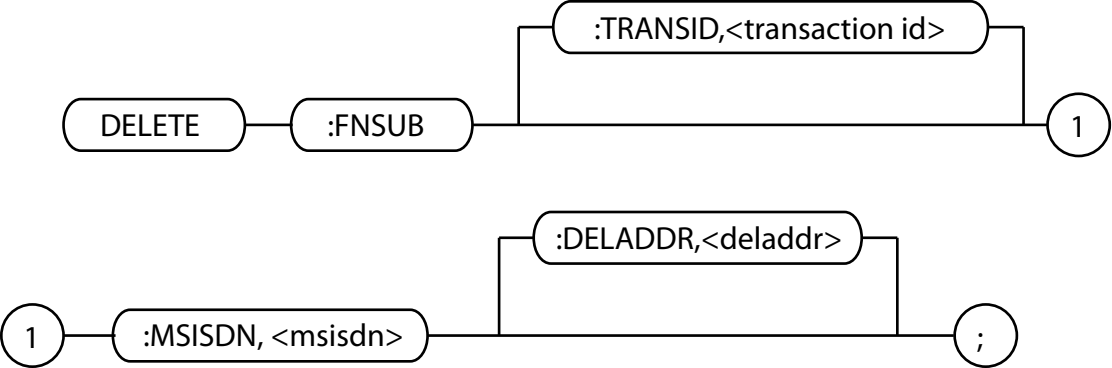 :TRANSID,<transaction id>
DELETE :FNSUB 1
:DELADDR,<deladdr>
1 :MSISDN, <msisdn> ;